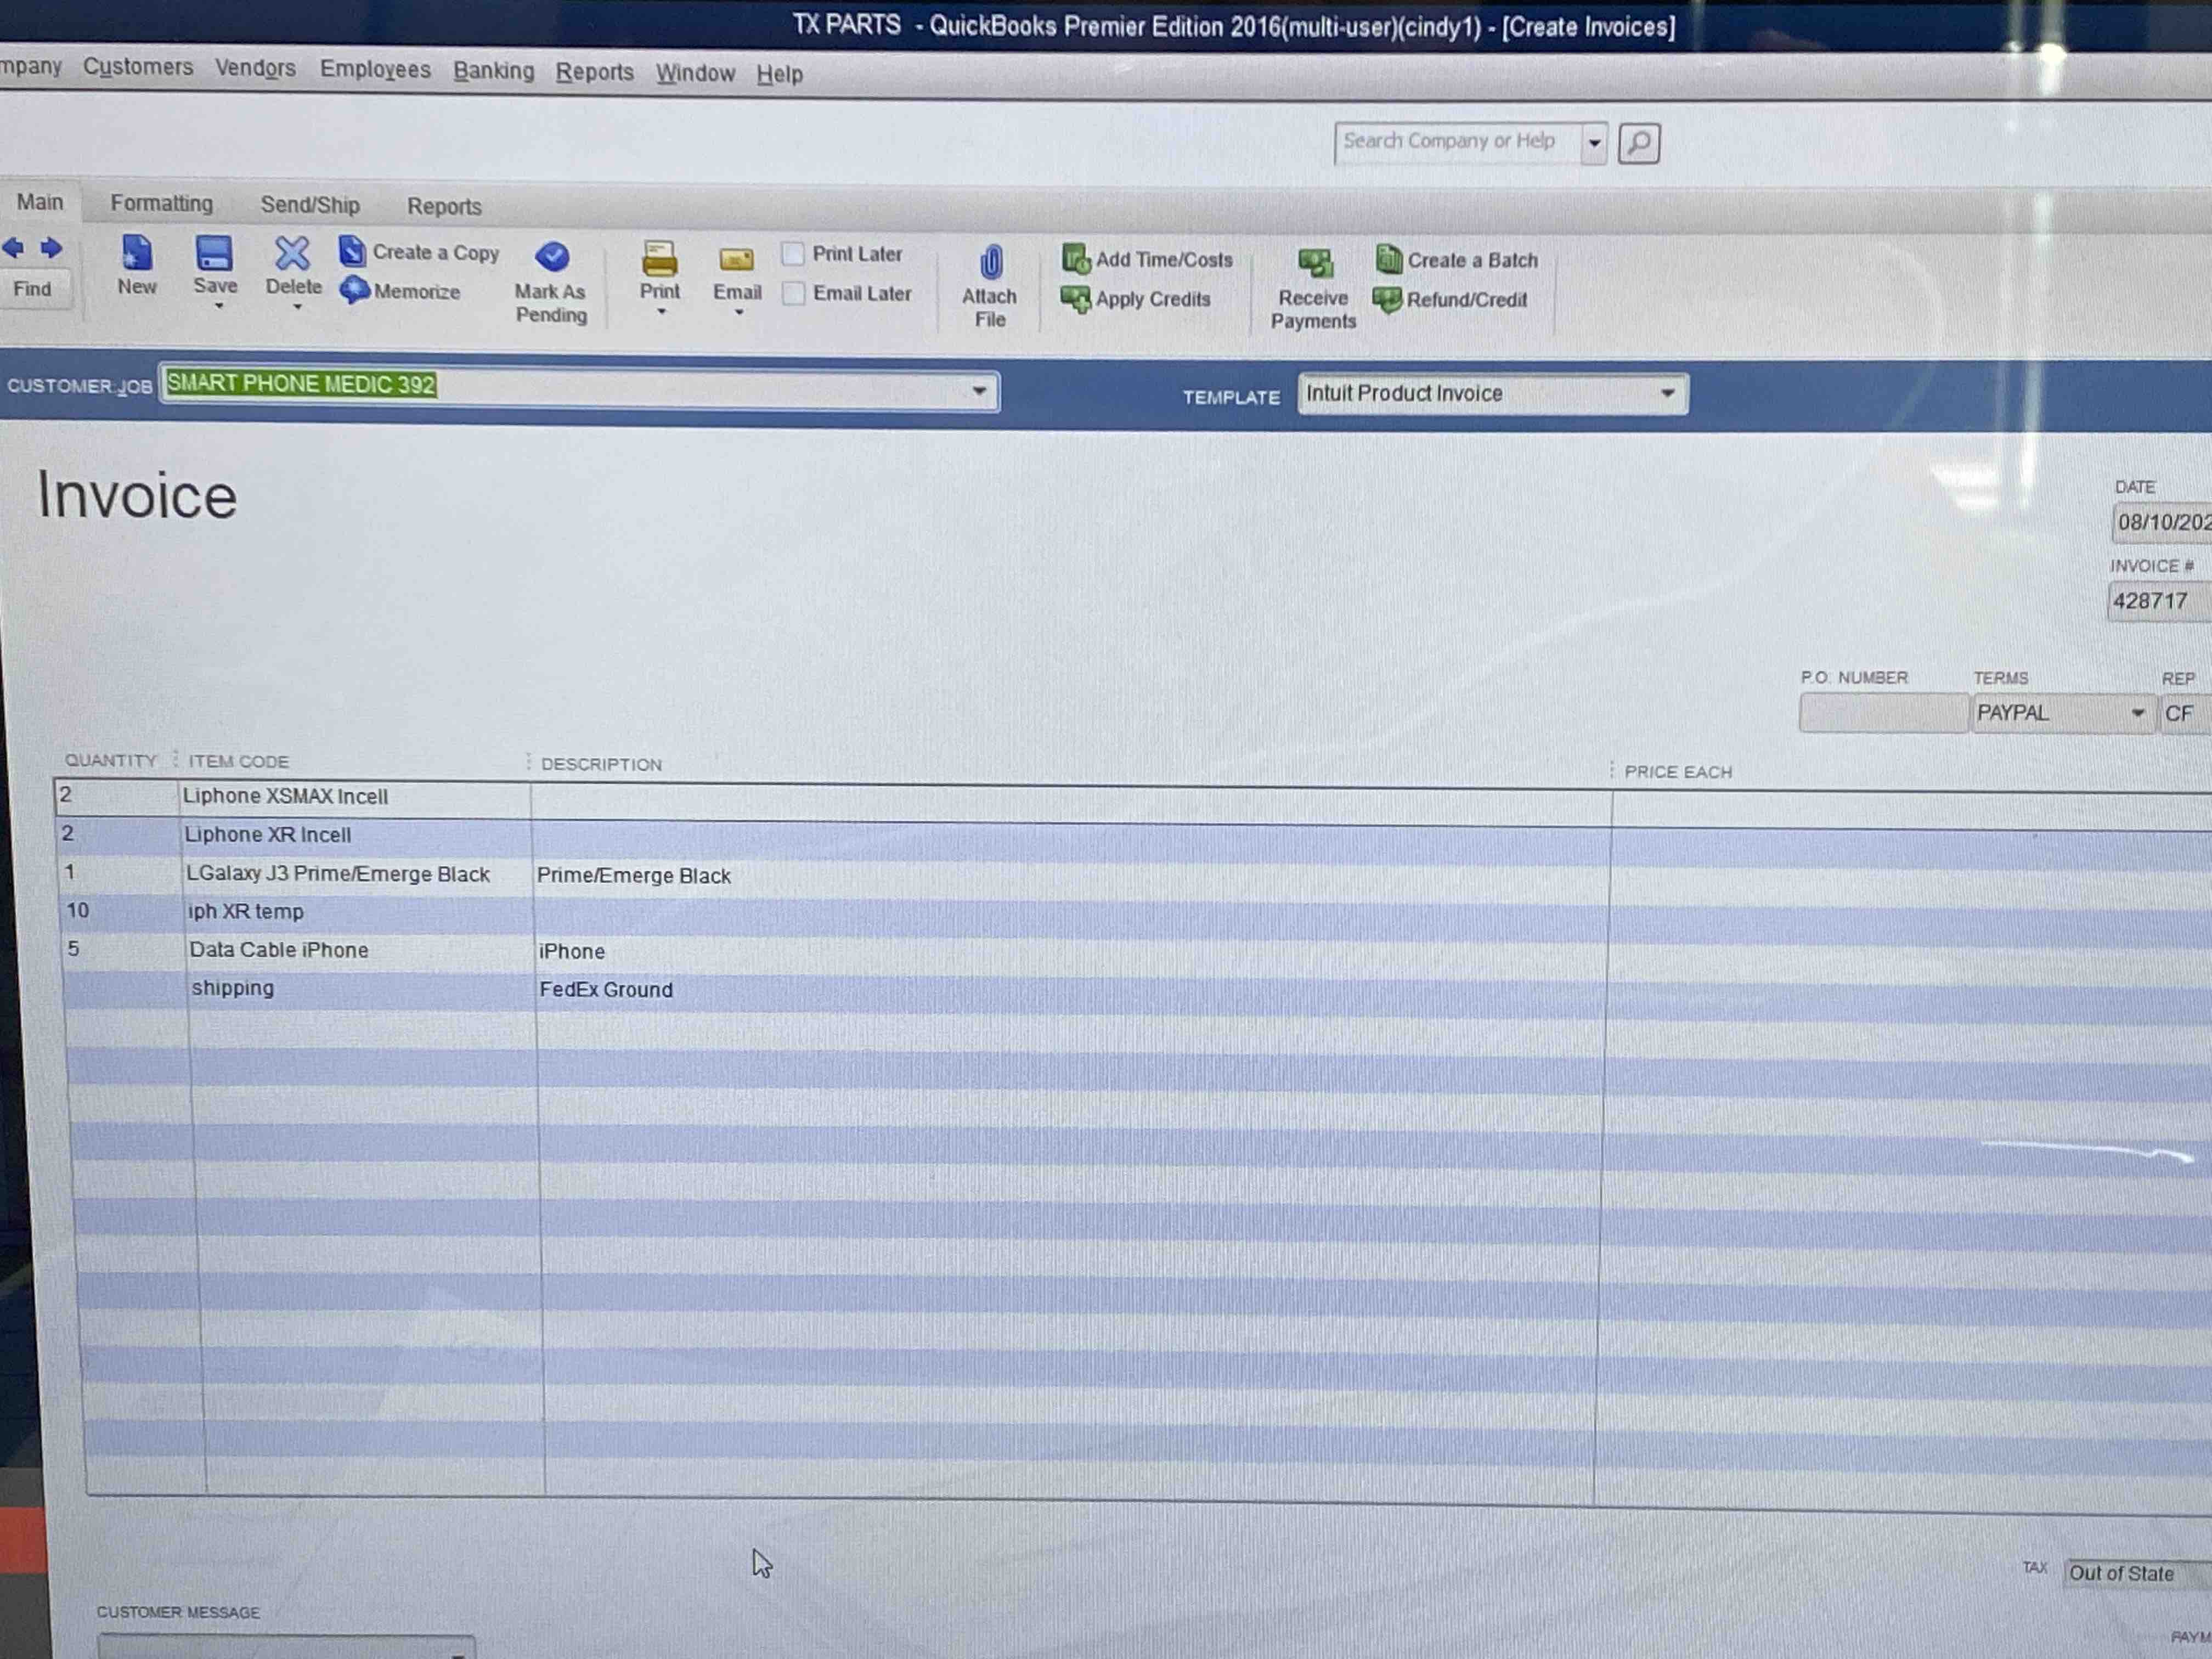 TX PARTS - QuickBooks Premier Edition 2016(multi-user)(cindy1) - [Create Invoices]
mpany Customers Vendors Employees Banking Reports Window Help
Search Company or Help
Main Formatting Send/Ship Reports
Find New Save Delete Create a Copy Memorize Mark As Pending Print Email Print Later Email Later Attach File Add Time/Costs Apply Credits Receive Payments Create a Batch Refund/Credit
CUSTOMER:JOB SMART PHONE MEDIC 392 TEMPLATE Intuit Product Invoice
Invoice
DATE
08/10/202
INVOICE #
428717
P.O. NUMBER TERMS REP
PAYPAL CF
QUANTITY ITEM CODE DESCRIPTION PRICE EACH
2 Liphone XSMAX Incell
2 Liphone XR Incell
1 LGalaxy J3 Prime/Emerge Black Prime/Emerge Black
10 iph XR temp
5 Data Cable iPhone iPhone
shipping FedEx Ground
TAX Out of State
CUSTOMER MESSAGE
PAYM